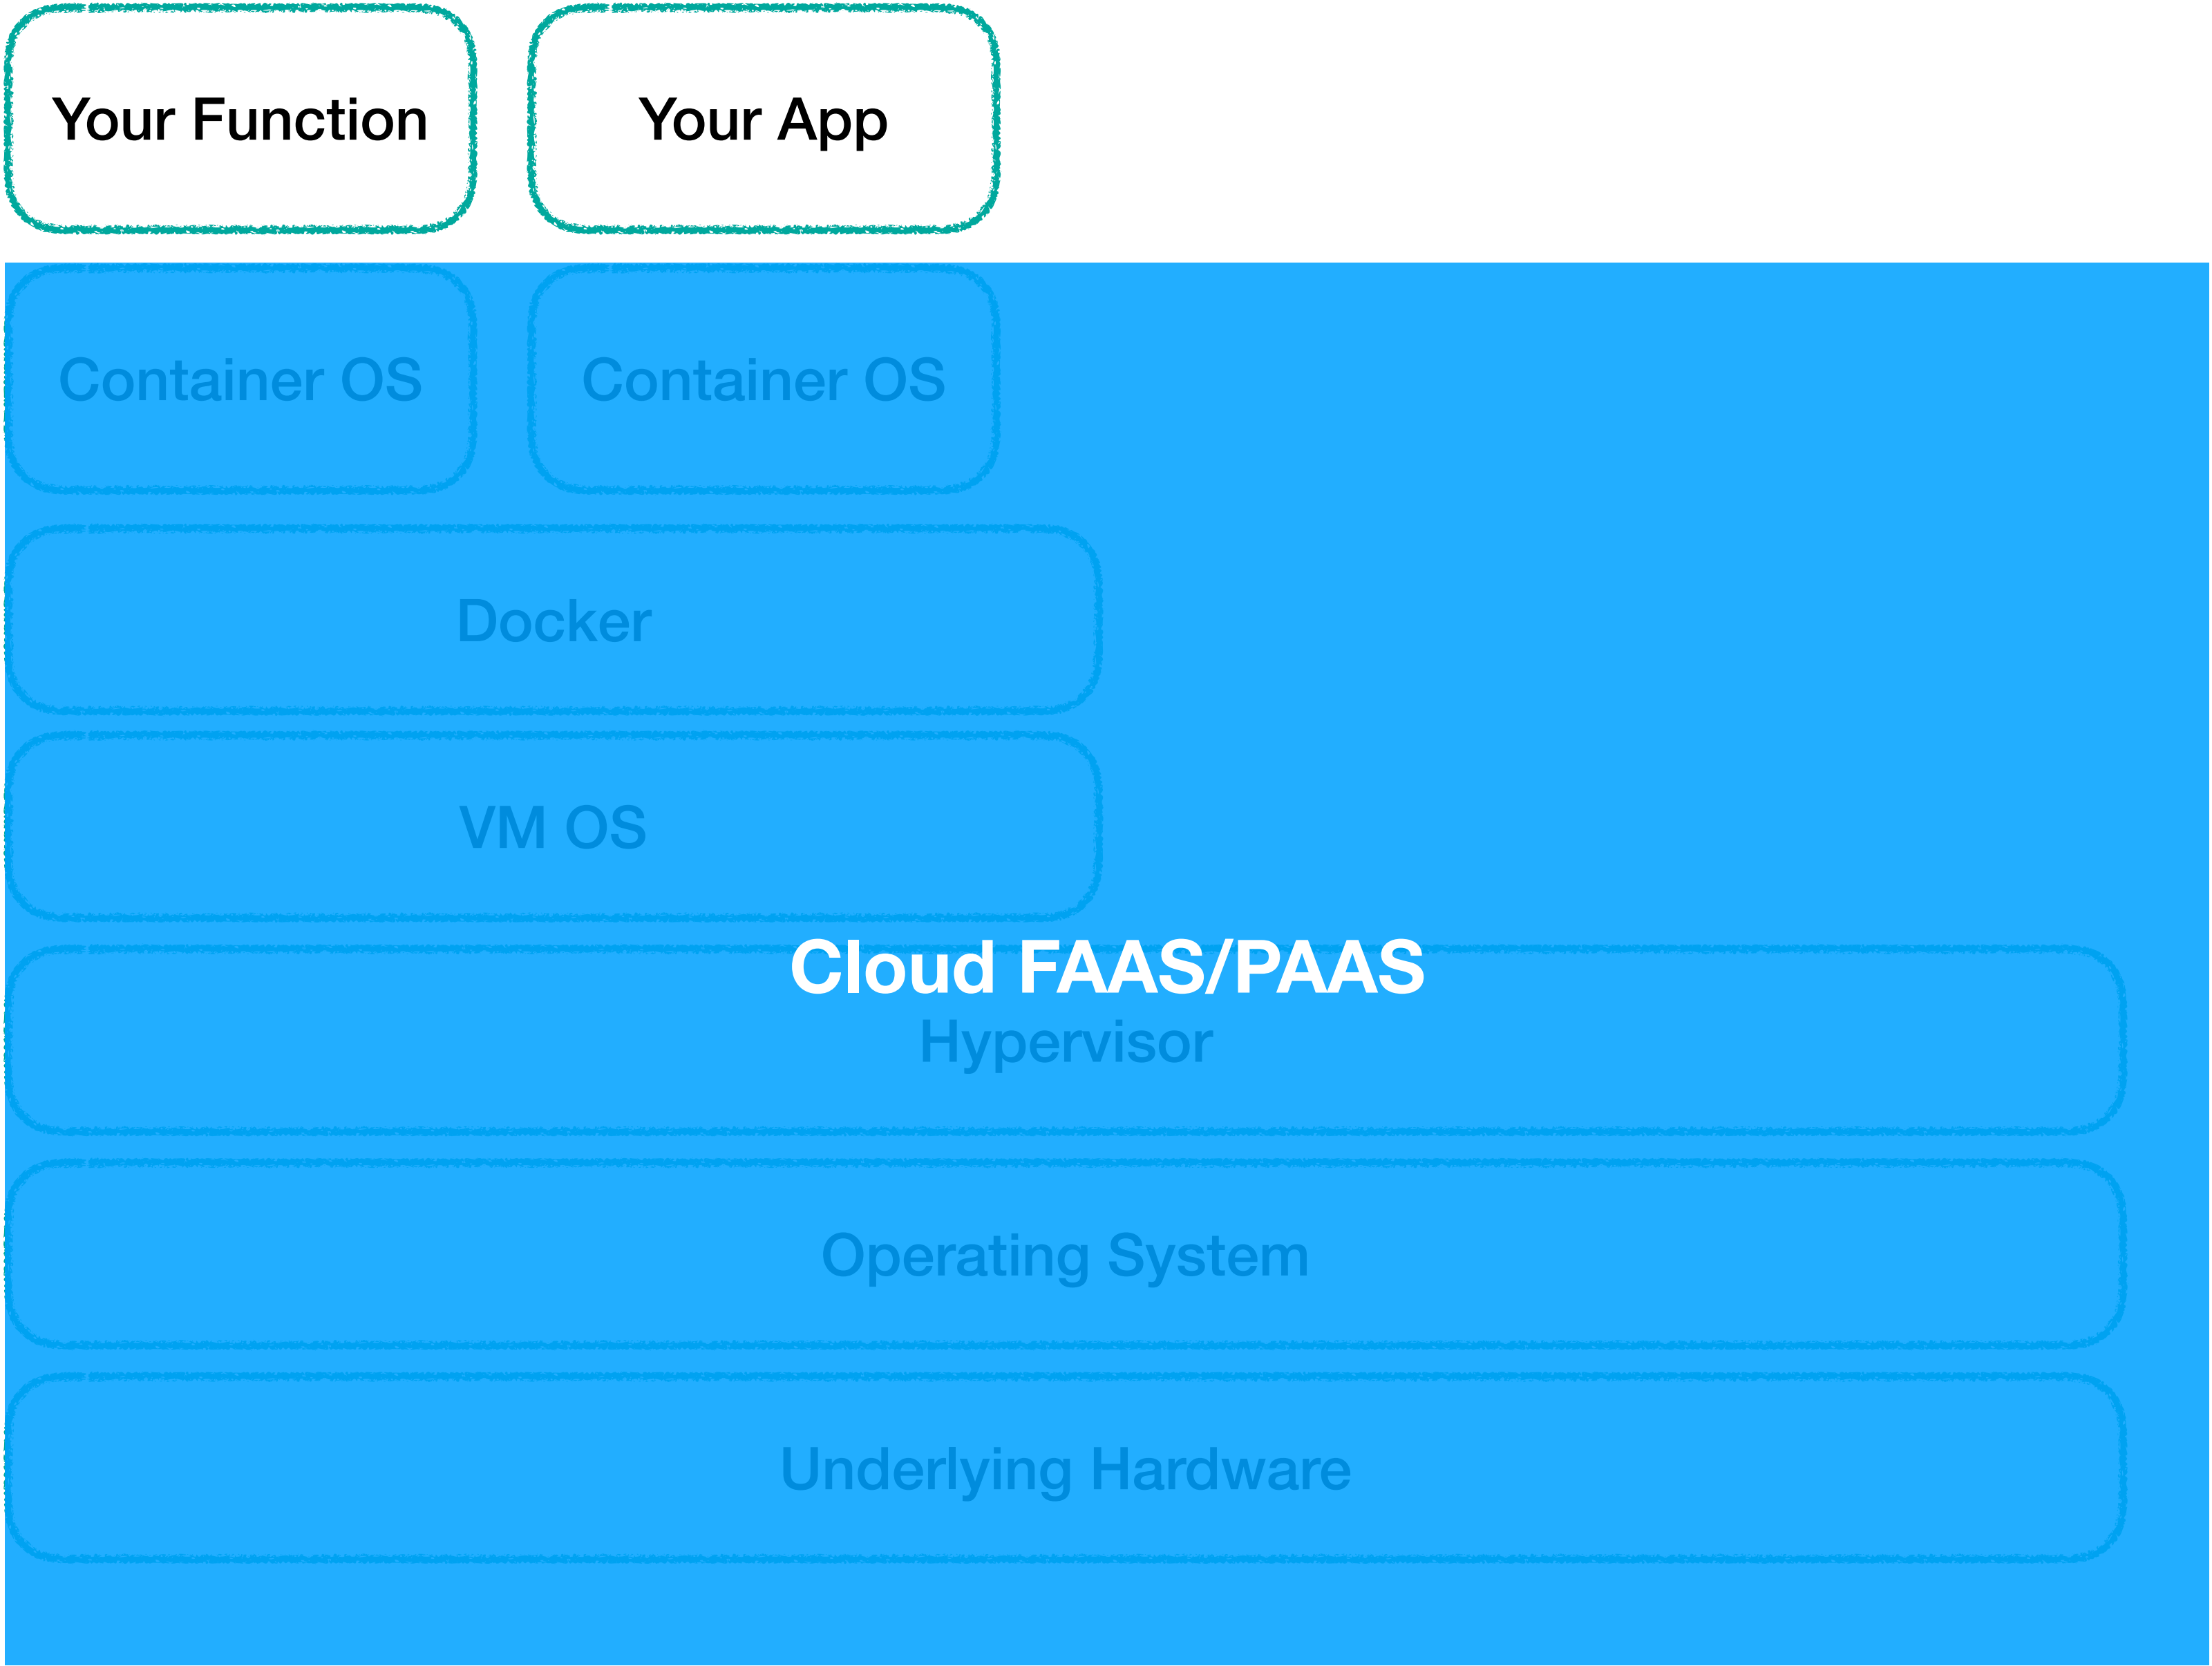 Your Function
Your App
Container OS
Container OS
Docker
VM OS
Cloud FAAS/PAAS
Hypervisor
Operating System
Underlying Hardware